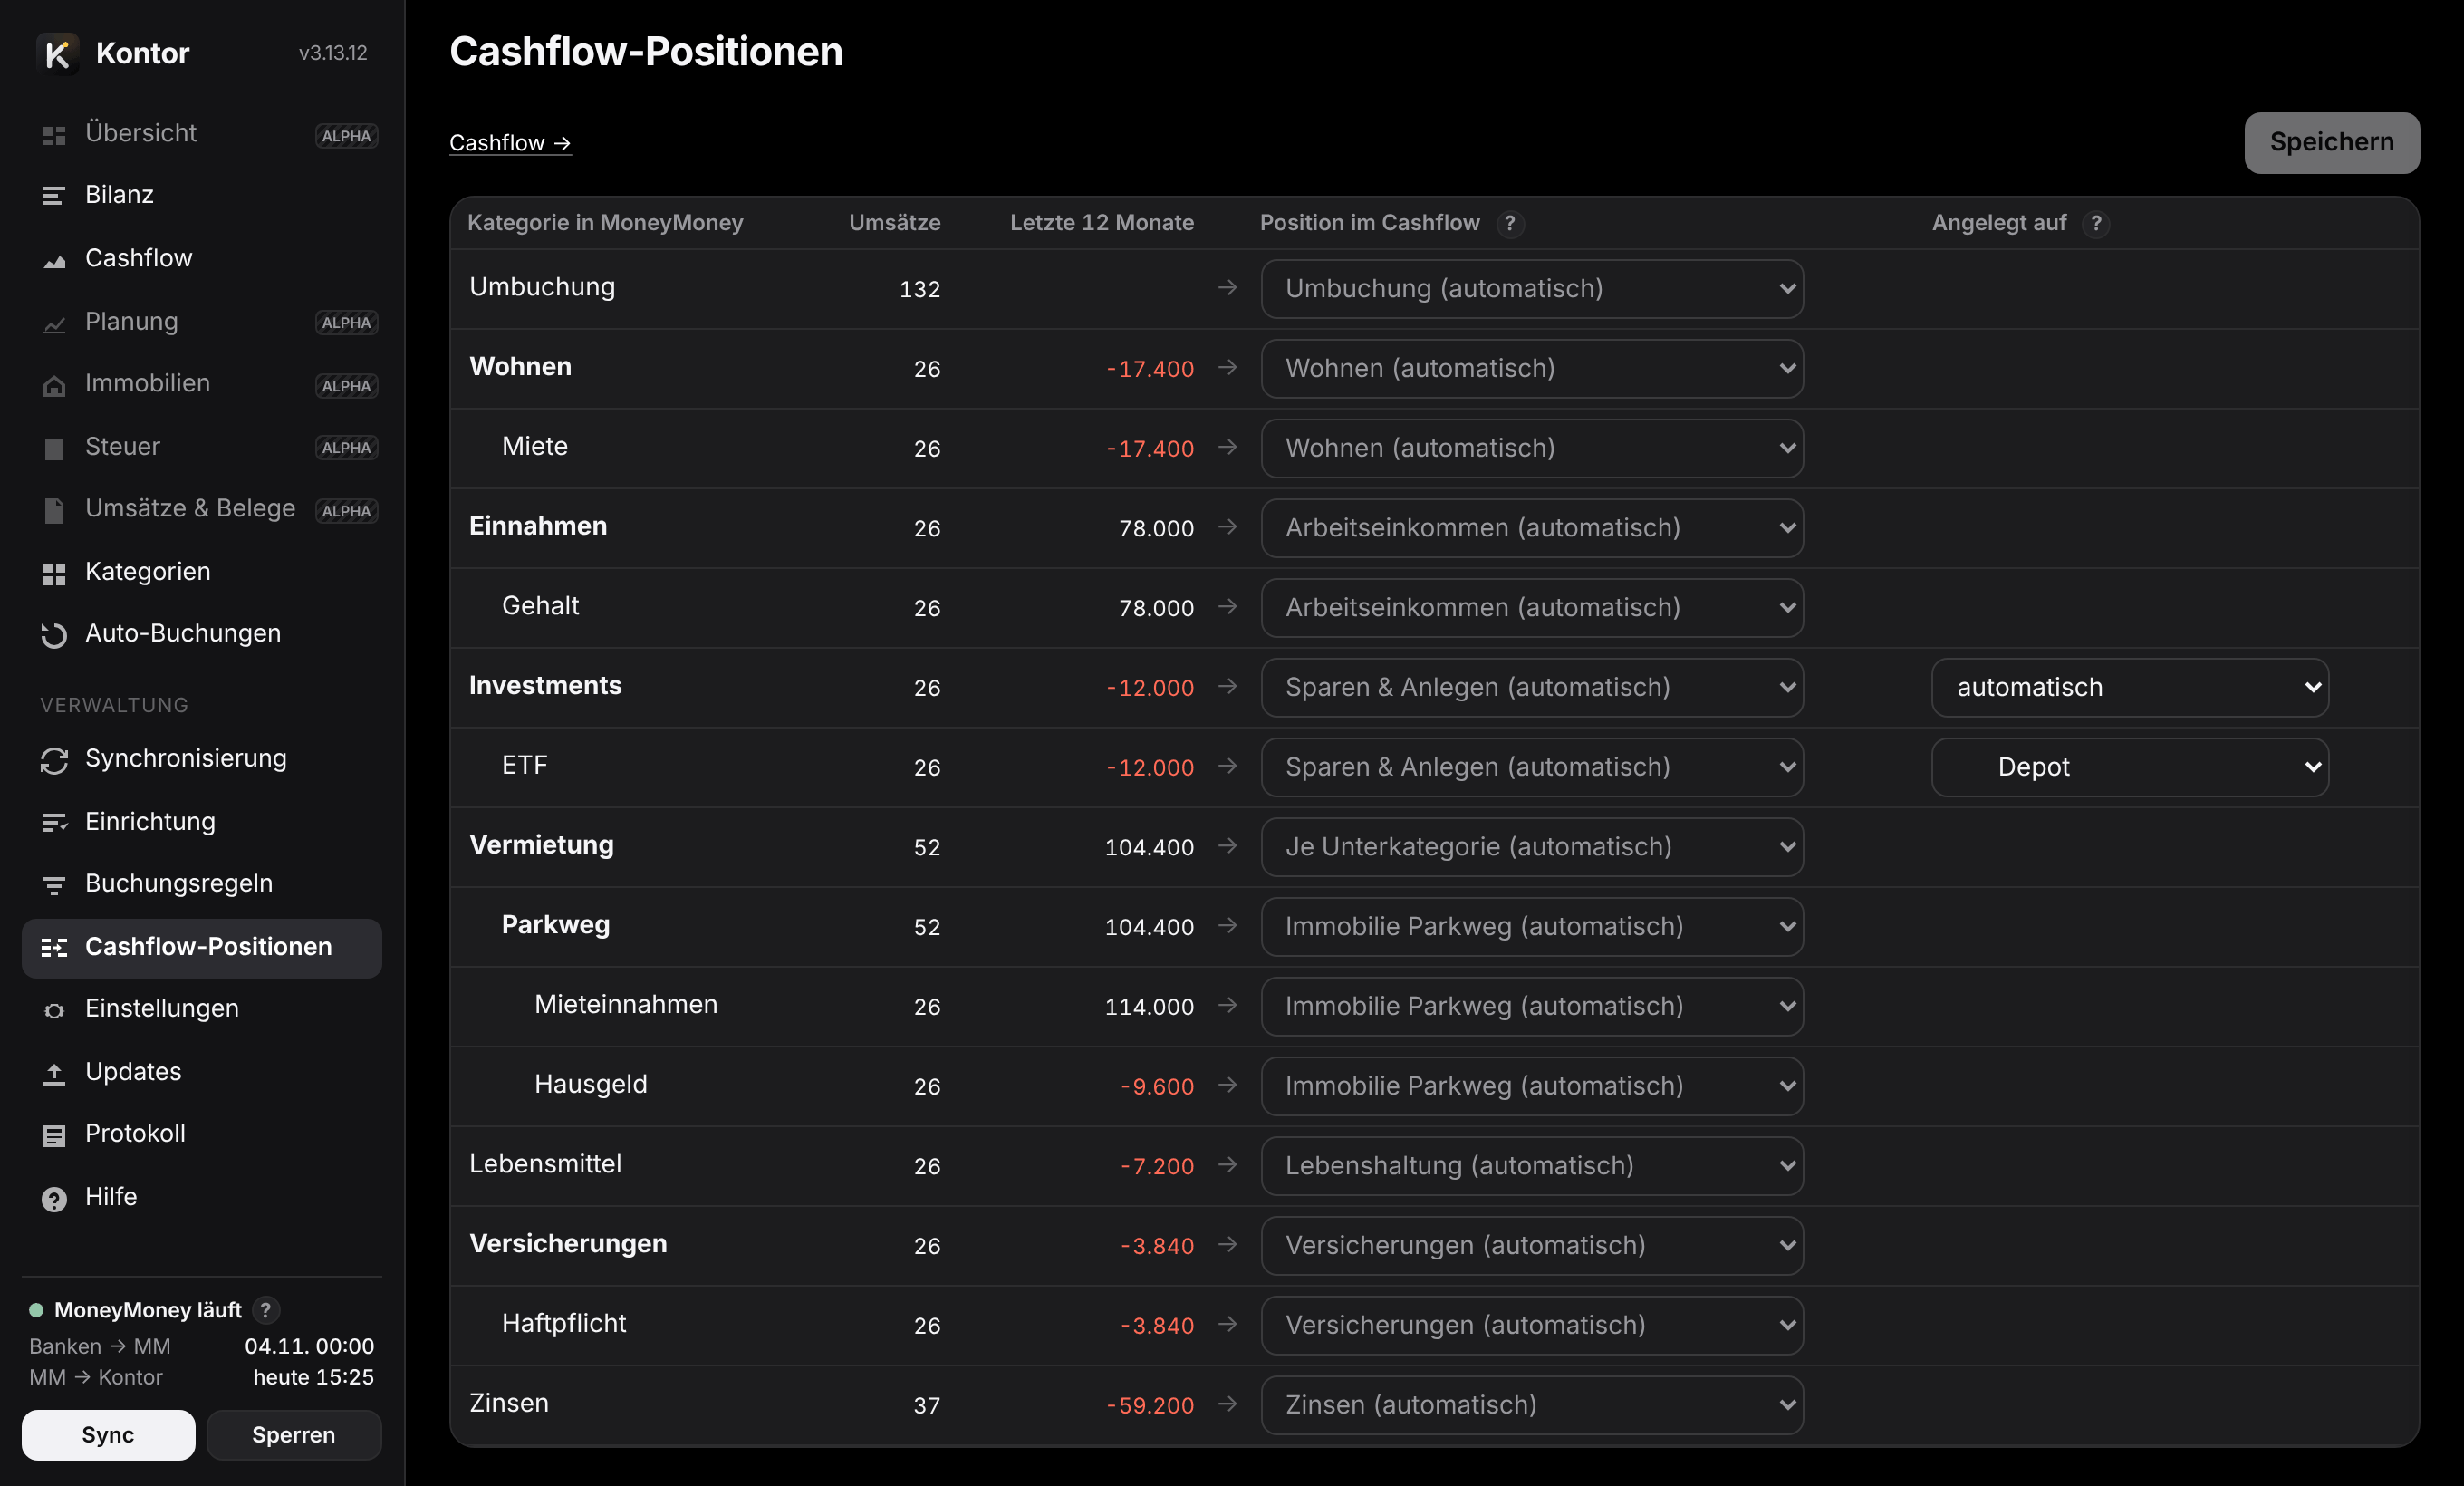 Kontor v3.13.12
Übersicht ALPHA
Bilanz
Cashflow
Planung ALPHA
Immobilien ALPHA
Steuer ALPHA
Umsätze & Belege ALPHA
Kategorien
Auto-Buchungen
VERWALTUNG
Synchronisierung
Einrichtung
Buchungsregeln
Cashflow-Positionen
Einstellungen
Updates
Protokoll
Hilfe
MoneyMoney läuft ?
Banken → MM 04.11. 00:00
MM → Kontor heute 15:25
Sync Sperren
Cashflow-Positionen
Cashflow → Speichern
Kategorie in MoneyMoney Umsätze Letzte 12 Monate Position im Cashflow ? Angelegt auf ?
Umbuchung 132 → Umbuchung (automatisch)
Wohnen 26 -17.400 → Wohnen (automatisch)
Miete 26 -17.400 → Wohnen (automatisch)
Einnahmen 26 78.000 → Arbeitseinkommen (automatisch)
Gehalt 26 78.000 → Arbeitseinkommen (automatisch)
Investments 26 -12.000 → Sparen & Anlegen (automatisch) automatisch
ETF 26 -12.000 → Sparen & Anlegen (automatisch) Depot
Vermietung 52 104.400 → Je Unterkategorie (automatisch)
Parkweg 52 104.400 → Immobilie Parkweg (automatisch)
Mieteinnahmen 26 114.000 → Immobilie Parkweg (automatisch)
Hausgeld 26 -9.600 → Immobilie Parkweg (automatisch)
Lebensmittel 26 -7.200 → Lebenshaltung (automatisch)
Versicherungen 26 -3.840 → Versicherungen (automatisch)
Haftpflicht 26 -3.840 → Versicherungen (automatisch)
Zinsen 37 -59.200 → Zinsen (automatisch)